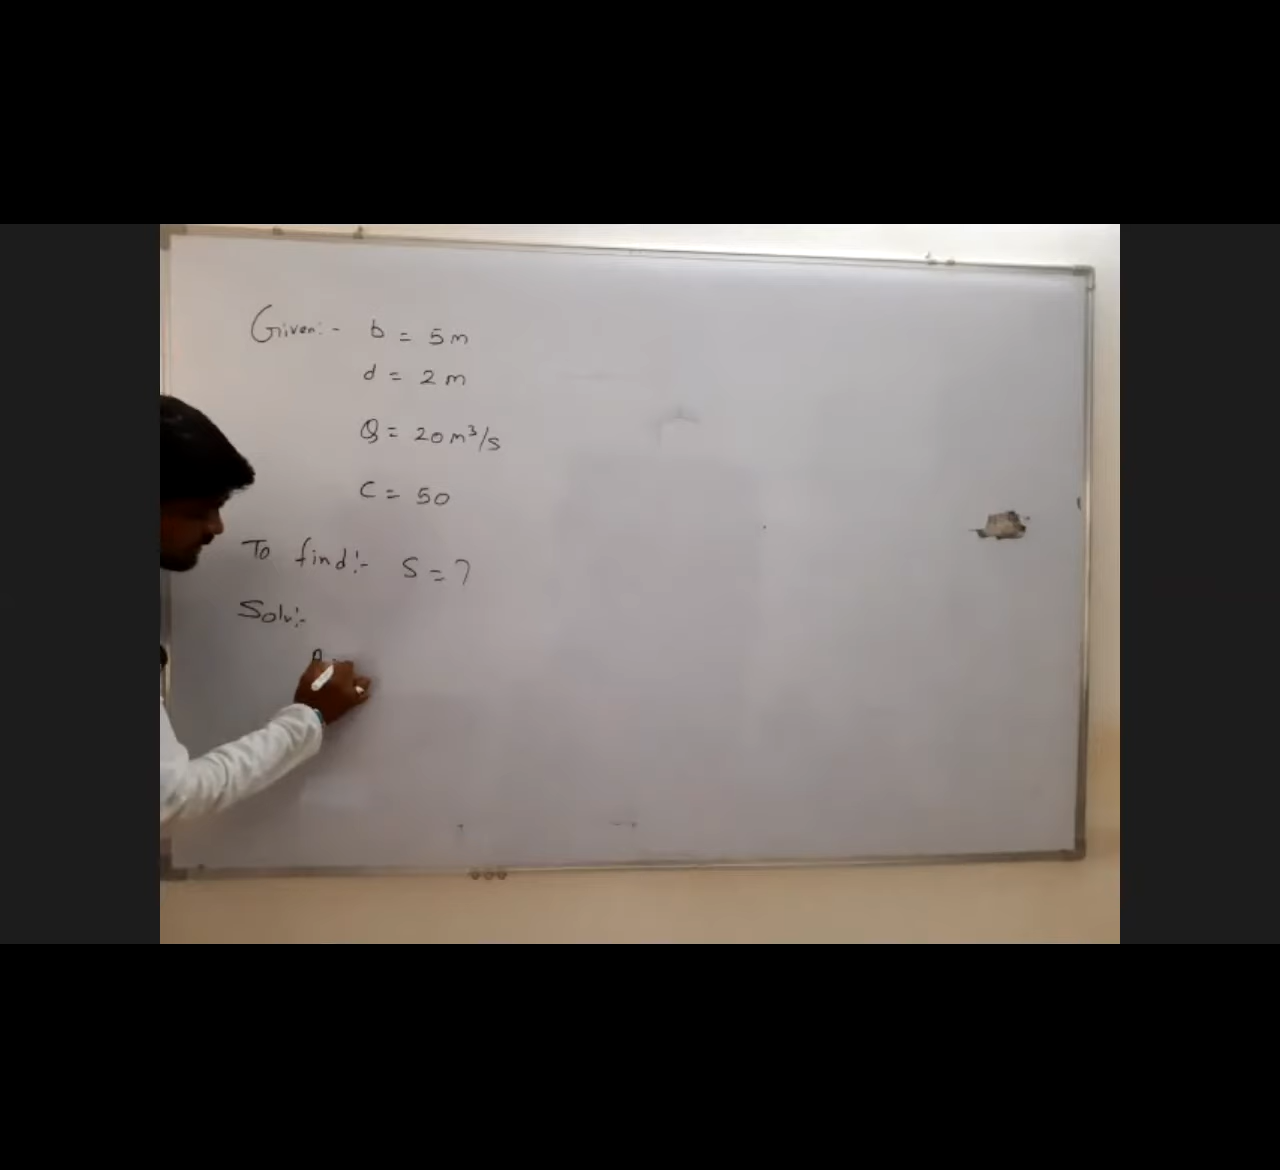 Given:- b = 5m
d = 2m
Q = 20m³/s
C = 50
To find:- S = ?
Soln:-
A